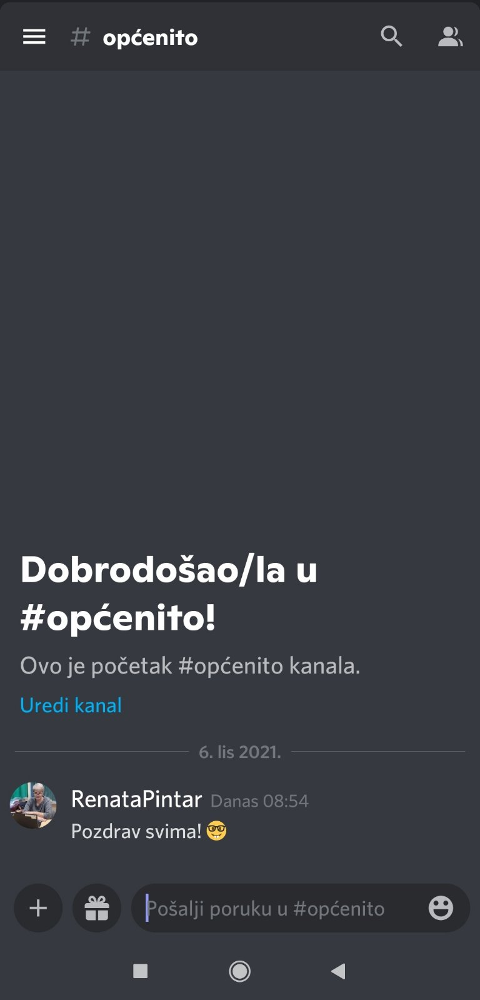 # općenito
Dobrodošao/la u
#općenito!
Ovo je početak #općenito kanala.
Uredi kanal
6. lis 2021.
RenataPintar Danas 08:54
Pozdrav svima! 🤓
Pošalji poruku u #općenito